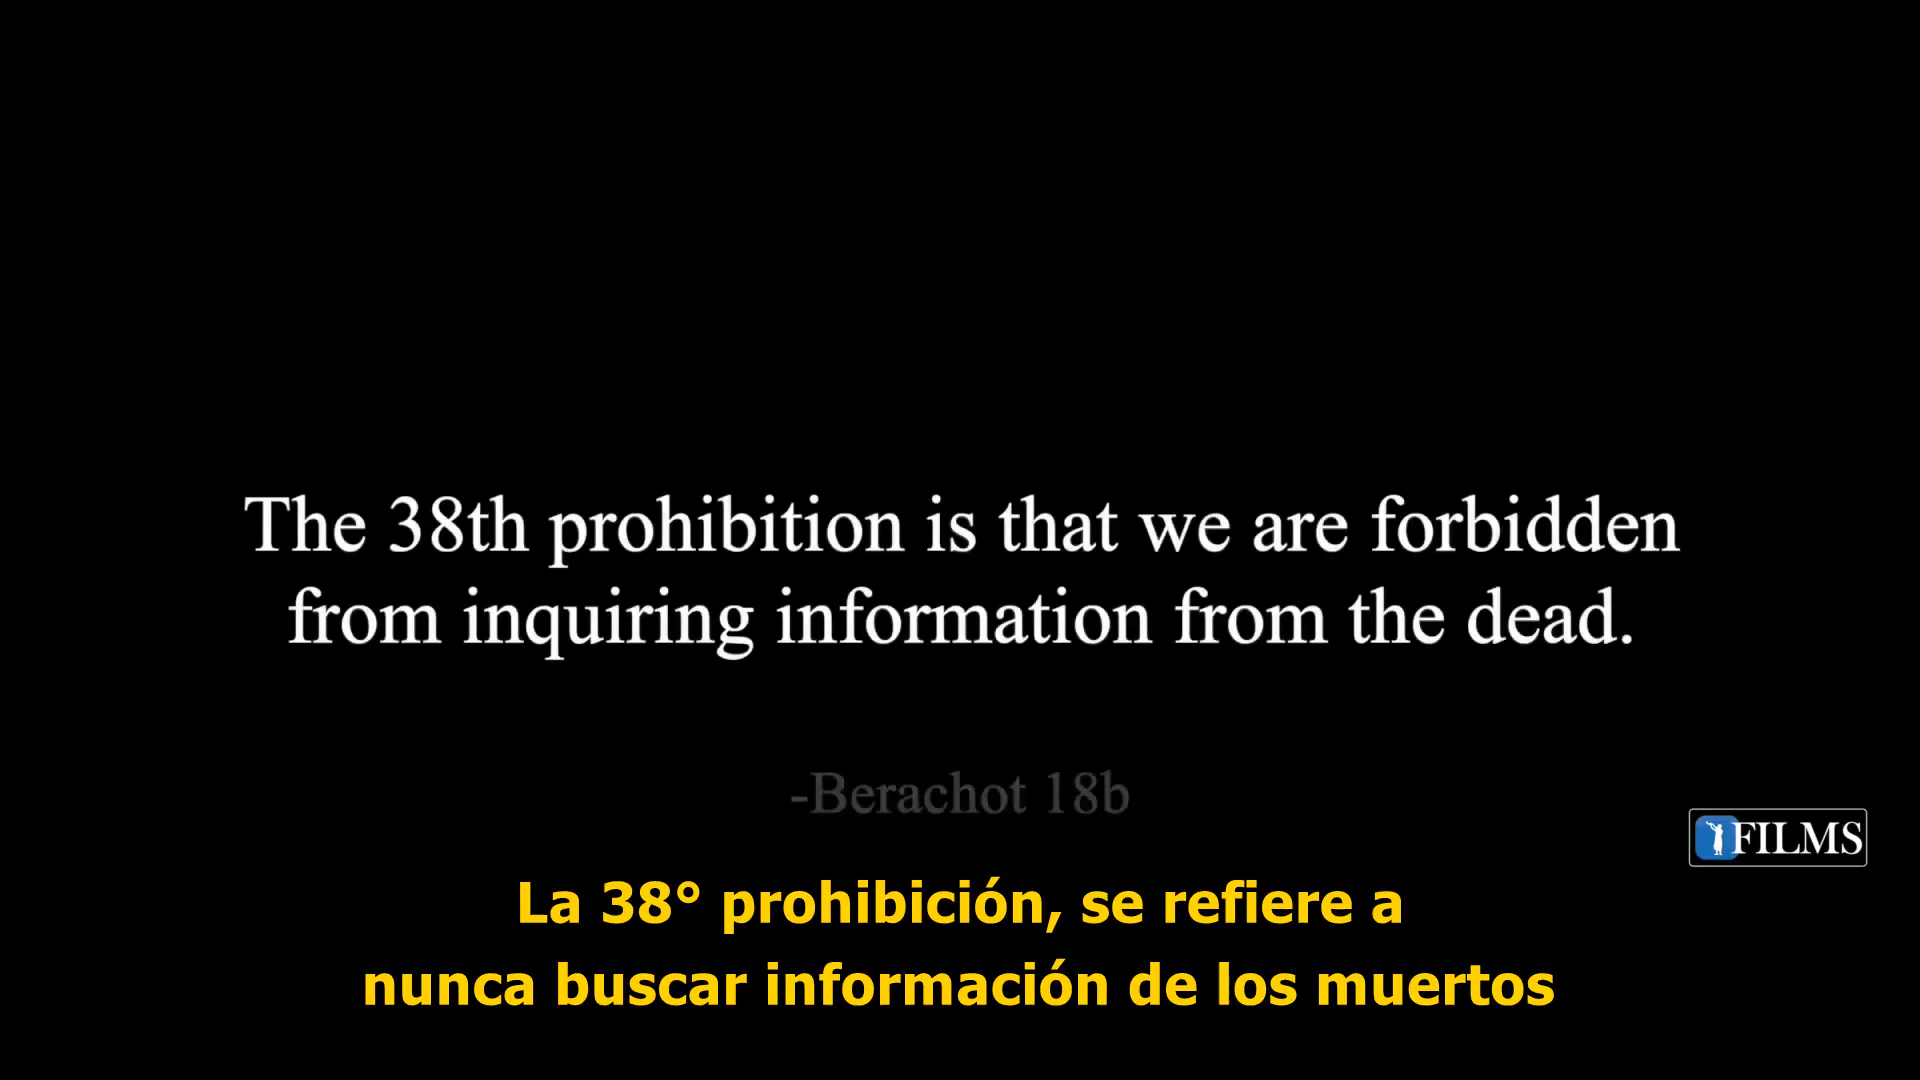 The 38th prohibition is that we are forbidden
from inquiring information from the dead.
-Berachot 18b
FILMS
La 38° prohibición, se refiere a
nunca buscar información de los muertos